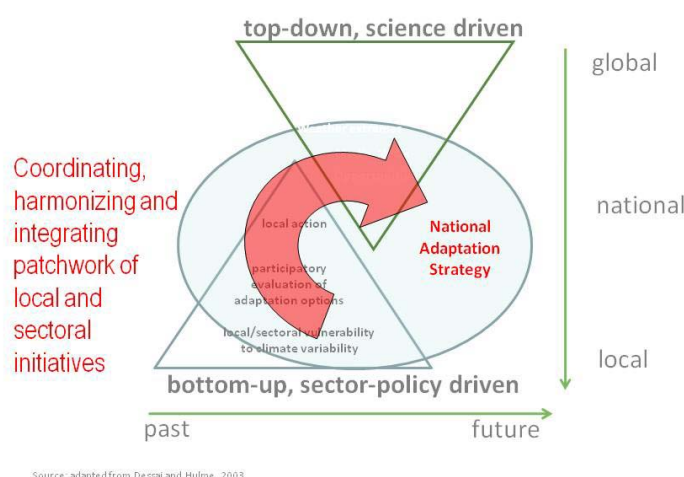 top-down, science driven
global
Coordinating,
harmonizing and
integrating
patchwork of
local and
sectoral
initiatives
local action
participatory
evaluation of
adaptation options
local/sectoral vulnerability
to climate variability
National
Adaptation
Strategy
national
local
bottom-up, sector-policy driven
past
future
Source: adapted from Dessai and Hulme, 2003